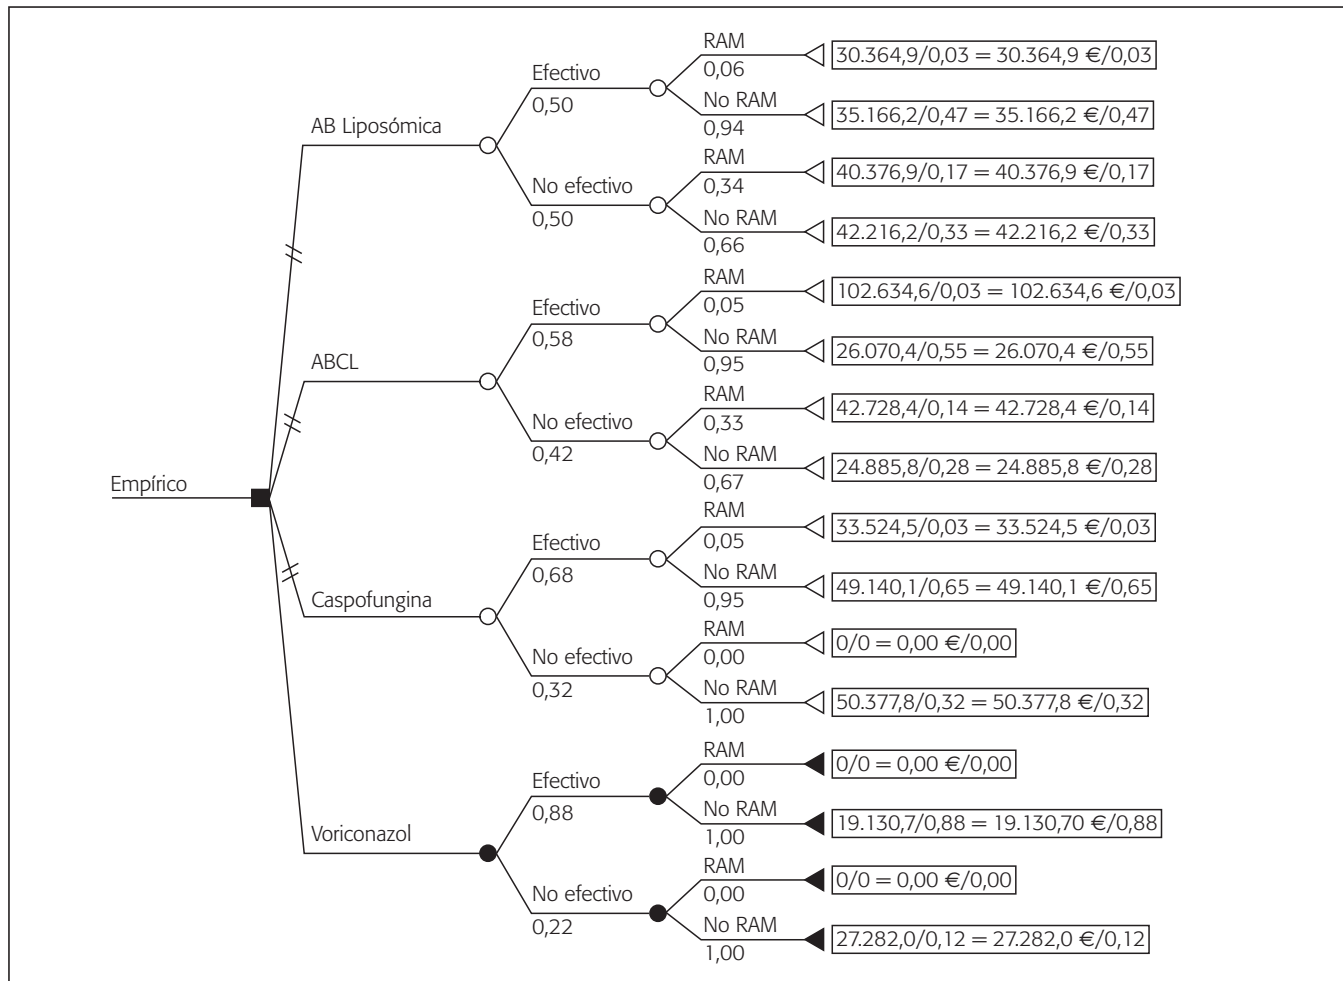 RAM
0,06
30.364,9/0,03 = 30.364,9 €/0,03
Efectivo
0,50
No RAM
0,94
35.166,2/0,47 = 35.166,2 €/0,47
AB Liposómica
RAM
0,34
40.376,9/0,17 = 40.376,9 €/0,17
No efectivo
0,50
No RAM
0,66
42.216,2/0,33 = 42.216,2 €/0,33
RAM
0,05
102.634,6/0,03 = 102.634,6 €/0,03
Efectivo
0,58
No RAM
0,95
26.070,4/0,55 = 26.070,4 €/0,55
ABCL
RAM
0,33
42.728,4/0,14 = 42.728,4 €/0,14
No efectivo
0,42
No RAM
0,67
24.885,8/0,28 = 24.885,8 €/0,28
Empírico
RAM
0,05
33.524,5/0,03 = 33.524,5 €/0,03
Efectivo
0,68
No RAM
0,95
49.140,1/0,65 = 49.140,1 €/0,65
Caspofungina
RAM
0,00
0/0 = 0,00 €/0,00
No efectivo
0,32
No RAM
1,00
50.377,8/0,32 = 50.377,8 €/0,32
RAM
0,00
0/0 = 0,00 €/0,00
Efectivo
0,88
No RAM
1,00
19.130,7/0,88 = 19.130,70 €/0,88
Voriconazol
RAM
0,00
0/0 = 0,00 €/0,00
No efectivo
0,22
No RAM
1,00
27.282,0/0,12 = 27.282,0 €/0,12